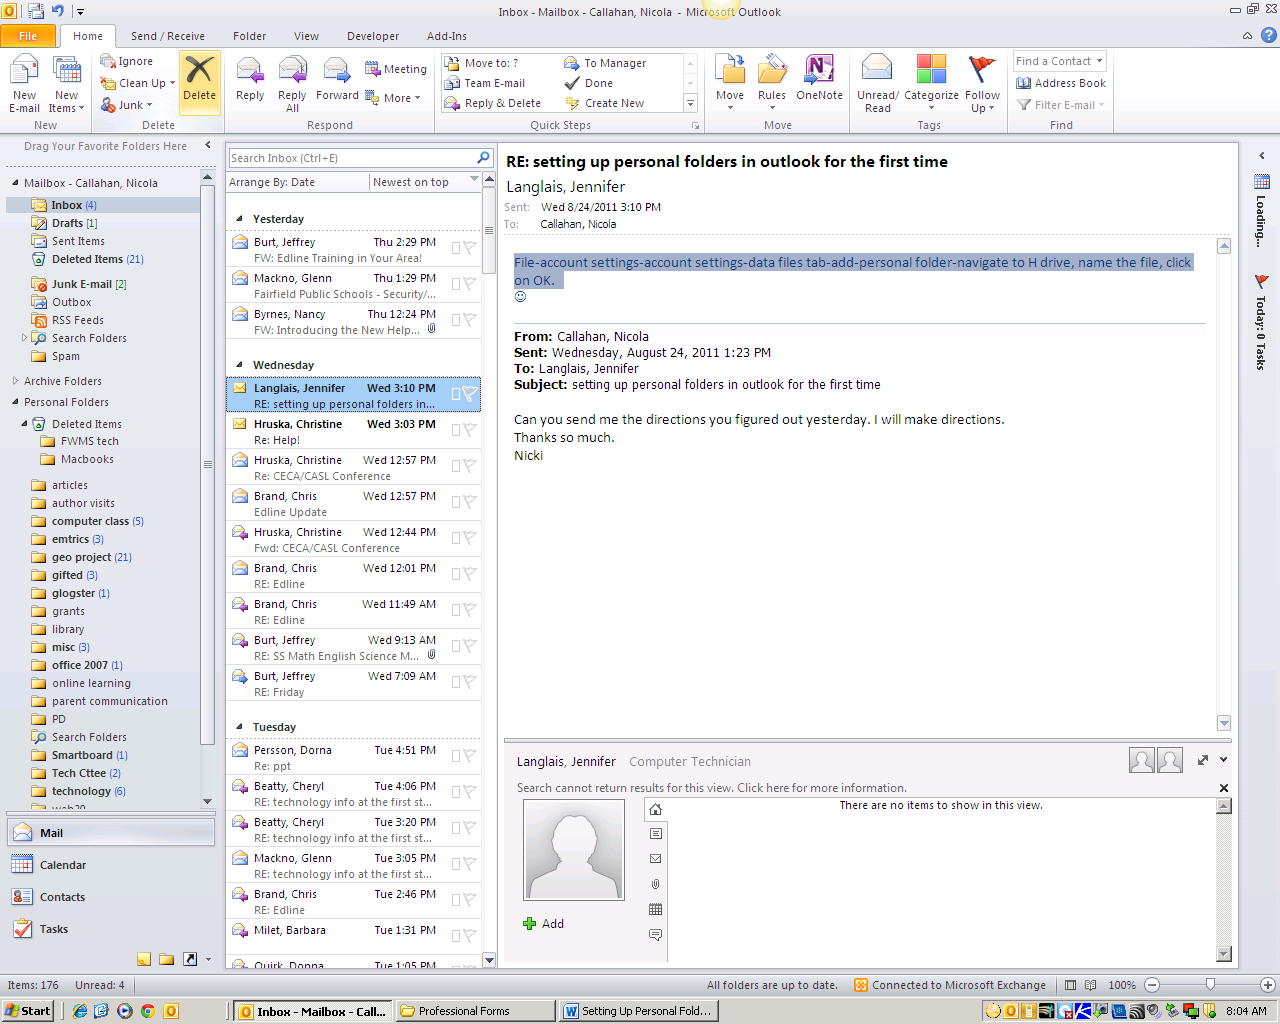 Inbox - Mailbox - Callahan, Nicola - Microsoft Outlook
File Home Send / Receive Folder View Developer Add-Ins
New E-mail
New Items
New
Ignore
Clean Up
Junk
Delete
Delete
Reply
Reply All
Forward
Meeting
More
Respond
Move to: ?
Team E-mail
Reply & Delete
To Manager
Done
Create New
Quick Steps
Move
Rules
OneNote
Move
Unread/ Read
Categorize
Follow Up
Tags
Find a Contact
Address Book
Filter E-mail
Find
Drag Your Favorite Folders Here
Mailbox - Callahan, Nicola
Inbox (4)
Drafts [1]
Sent Items
Deleted Items (21)
Junk E-mail [2]
Outbox
RSS Feeds
Search Folders
Spam
Archive Folders
Personal Folders
Deleted Items
FWMS tech
Macbooks
articles
author visits
computer class (5)
emtrics (3)
geo project (21)
gifted (3)
glogster (1)
grants
library
misc (3)
office 2007 (1)
online learning
parent communication
PD
Search Folders
Smartboard (1)
Tech Cttee (2)
technology (6)
web20
Mail
Calendar
Contacts
Tasks
Search Inbox (Ctrl+E)
Arrange By: Date Newest on top
Yesterday
Burt, Jeffrey Thu 2:29 PM
FW: Edline Training in Your Area!
Mackno, Glenn Thu 1:29 PM
Fairfield Public Schools - Security/...
Byrnes, Nancy Thu 12:24 PM
FW: Introducing the New Help...
Wednesday
Langlais, Jennifer Wed 3:10 PM
RE: setting up personal folders in...
Hruska, Christine Wed 3:03 PM
Re: Help!
Hruska, Christine Wed 12:57 PM
Re: CECA/CASL Conference
Brand, Chris Wed 12:57 PM
Edline Update
Hruska, Christine Wed 12:44 PM
Fwd: CECA/CASL Conference
Brand, Chris Wed 12:01 PM
RE: Edline
Brand, Chris Wed 11:49 AM
RE: Edline
Burt, Jeffrey Wed 9:13 AM
RE: SS Math English Science M...
Burt, Jeffrey Wed 7:09 AM
RE: Friday
Tuesday
Persson, Dorna Tue 4:51 PM
Re: ppt
Beatty, Cheryl Tue 4:06 PM
RE: technology info at the first st...
Beatty, Cheryl Tue 3:20 PM
RE: technology info at the first st...
Mackno, Glenn Tue 3:05 PM
RE: technology info at the first st...
Brand, Chris Tue 2:46 PM
RE: Edline
Milet, Barbara Tue 1:31 PM
Quirk, Donna Tue 1:05 PM
RE: setting up personal folders in outlook for the first time
Langlais, Jennifer
Sent: Wed 8/24/2011 3:10 PM
To: Callahan, Nicola
File-account settings-account settings-data files tab-add-personal folder-navigate to H drive, name the file, click
on OK.
☺
From: Callahan, Nicola
Sent: Wednesday, August 24, 2011 1:23 PM
To: Langlais, Jennifer
Subject: setting up personal folders in outlook for the first time
Can you send me the directions you figured out yesterday. I will make directions.
Thanks so much.
Nicki
Langlais, Jennifer Computer Technician
Search cannot return results for this view. Click here for more information.
There are no items to show in this view.
Add
Loading...
Today: 0 Tasks
Items: 176 Unread: 4
All folders are up to date. Connected to Microsoft Exchange 100%
Start
Inbox - Mailbox - Call...
Professional Forms
Setting Up Personal Fold...
8:04 AM